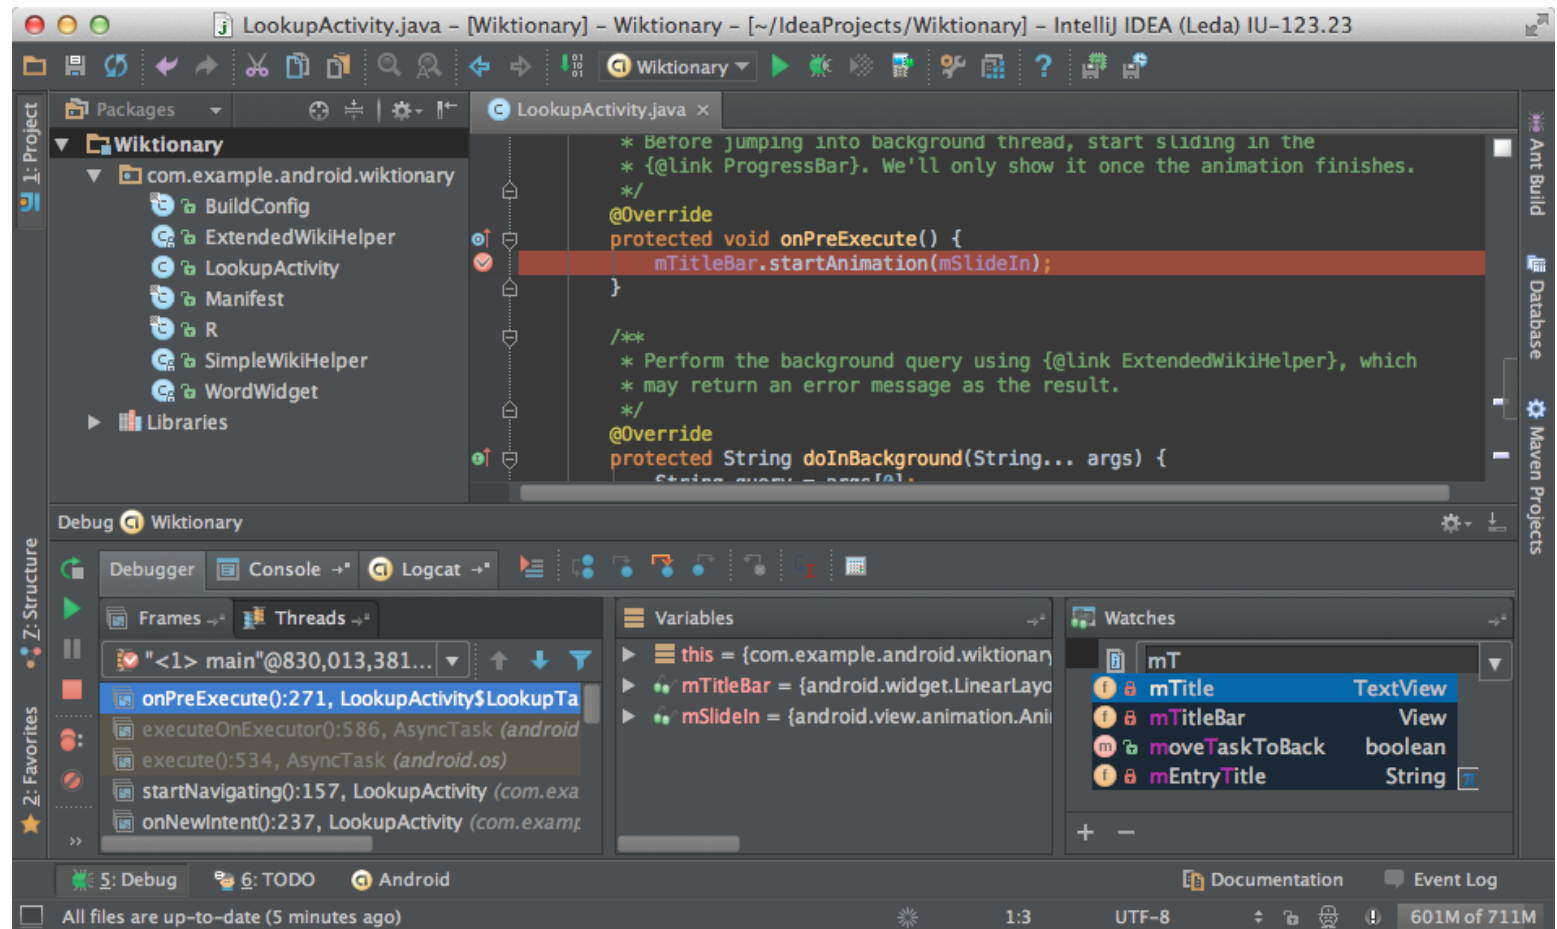 LookupActivity.java – [Wiktionary] – Wiktionary – [~/IdeaProjects/Wiktionary] – IntelliJ IDEA (Leda) IU-123.23
Wiktionary
1: Project
Packages
Wiktionary
com.example.android.wiktionary
BuildConfig
ExtendedWikiHelper
LookupActivity
Manifest
R
SimpleWikiHelper
WordWidget
Libraries
LookupActivity.java
* Before jumping into background thread, start sliding in the
* {@link ProgressBar}. We'll only show it once the animation finishes.
*/
@Override
protected void onPreExecute() {
mTitleBar.startAnimation(mSlideIn);
}
/**
* Perform the background query using {@link ExtendedWikiHelper}, which
* may return an error message as the result.
*/
@Override
protected String doInBackground(String... args) {
String query = args[0];
Ant Build
Database
Maven Projects
Debug Wiktionary
7: Structure
2: Favorites
Debugger Console Logcat
Frames Threads
"<1> main"@830,013,381...
onPreExecute():271, LookupActivity$LookupTa
executeOnExecutor():586, AsyncTask (android
execute():534, AsyncTask (android.os)
startNavigating():157, LookupActivity (com.exa
onNewIntent():237, LookupActivity (com.examp
Variables
this = {com.example.android.wiktionary
mTitleBar = {android.widget.LinearLayo
mSlideIn = {android.view.animation.Ani
Watches
mT
mTitle TextView
mTitleBar View
moveTaskToBack boolean
mEntryTitle String π
5: Debug 6: TODO Android Documentation Event Log
All files are up-to-date (5 minutes ago) 1:3 UTF-8 601M of 711M